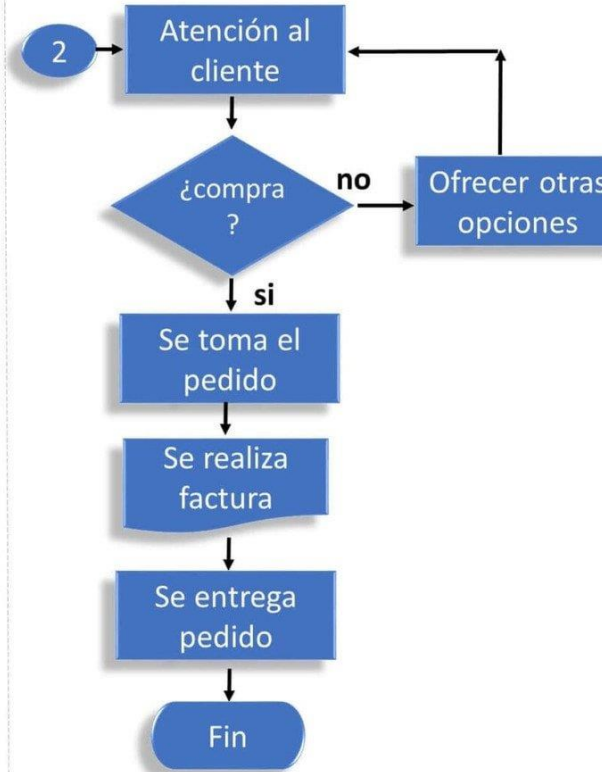 2
Atención al
cliente
¿compra
?
no
Ofrecer otras
opciones
si
Se toma el
pedido
Se realiza
factura
Se entrega
pedido
Fin